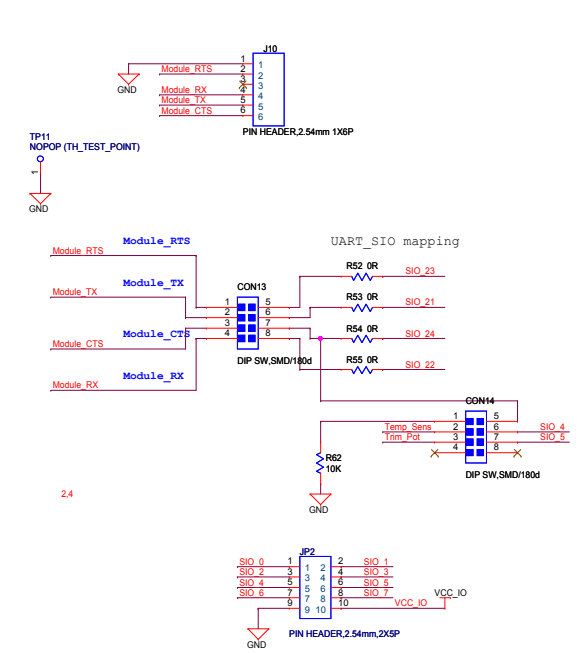 J10
1 1
Module_RTS 2 2
3 3
Module_RX 4 4
Module_TX 5 5
Module_CTS 6 6
GND
PIN HEADER,2.54mm 1X6P
TP11
NOPOP (TH_TEST_POINT)
1
GND
Module_RTS
UART_SIO mapping
Module_RTS
R52 0R
SIO_23
Module_TX
CON13
Module_TX
R53 0R
SIO_21
1 5
2 6
3 7
4 8
Module_CTS
R54 0R
SIO_24
Module_CTS
DIP SW,SMD/180d
R55 0R
SIO_22
Module_RX
Module_RX
CON14
1 5
Temp_Sens 2 6 SIO_4
Trim_Pot 3 7 SIO_5
4 8
R62
10K
DIP SW,SMD/180d
GND
2,4
JP2
SIO_0 1 1 2 2 SIO_1
SIO_2 3 3 4 4 SIO_3
SIO_4 5 5 6 6 SIO_5
SIO_6 7 7 8 8 SIO_7
9 9 10 10 VCC_IO
VCC_IO
GND
PIN HEADER,2.54mm,2X5P